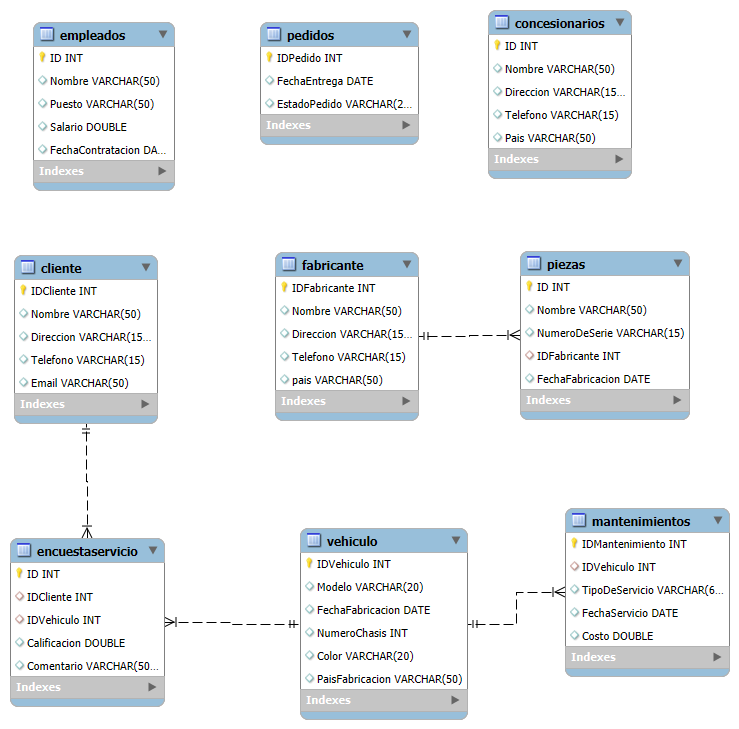 empleados
ID INT
Nombre VARCHAR(50)
Puesto VARCHAR(50)
Salario DOUBLE
FechaContratacion DA...
Indexes
pedidos
IDPedido INT
FechaEntrega DATE
EstadoPedido VARCHAR(2...
Indexes
concesionarios
ID INT
Nombre VARCHAR(50)
Direccion VARCHAR(15...
Telefono VARCHAR(15)
Pais VARCHAR(50)
Indexes
cliente
IDCliente INT
Nombre VARCHAR(50)
Direccion VARCHAR(15...
Telefono VARCHAR(15)
Email VARCHAR(50)
Indexes
fabricante
IDFabricante INT
Nombre VARCHAR(50)
Direccion VARCHAR(15...
Telefono VARCHAR(15)
pais VARCHAR(50)
Indexes
piezas
ID INT
Nombre VARCHAR(50)
NumeroDeSerie VARCHAR(15)
IDFabricante INT
FechaFabricacion DATE
Indexes
encuestaservicio
ID INT
IDCliente INT
IDVehiculo INT
Calificacion DOUBLE
Comentario VARCHAR(50...
Indexes
vehiculo
IDVehiculo INT
Modelo VARCHAR(20)
FechaFabricacion DATE
NumeroChasis INT
Color VARCHAR(20)
PaisFabricacion VARCHAR(50)
Indexes
mantenimientos
IDMantenimiento INT
IDVehiculo INT
TipoDeServicio VARCHAR(6...
FechaServicio DATE
Costo DOUBLE
Indexes